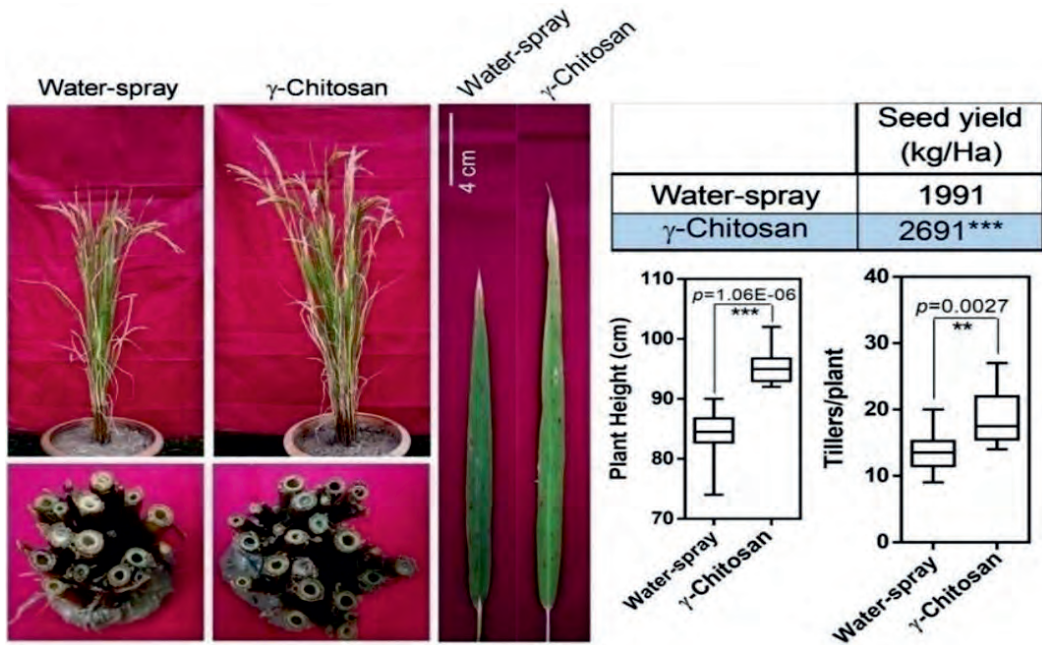 Water-spray
γ-Chitosan
Water-spray
γ-Chitosan
4 cm
Seed yield
(kg/Ha)
Water-spray 1991
γ-Chitosan 2691***
Plant Height (cm)
110
100
90
80
70
p=1.06E-06
***
Water-spray
γ-Chitosan
Tillers/plant
40
30
20
10
0
p=0.0027
**
Water-spray
γ-Chitosan